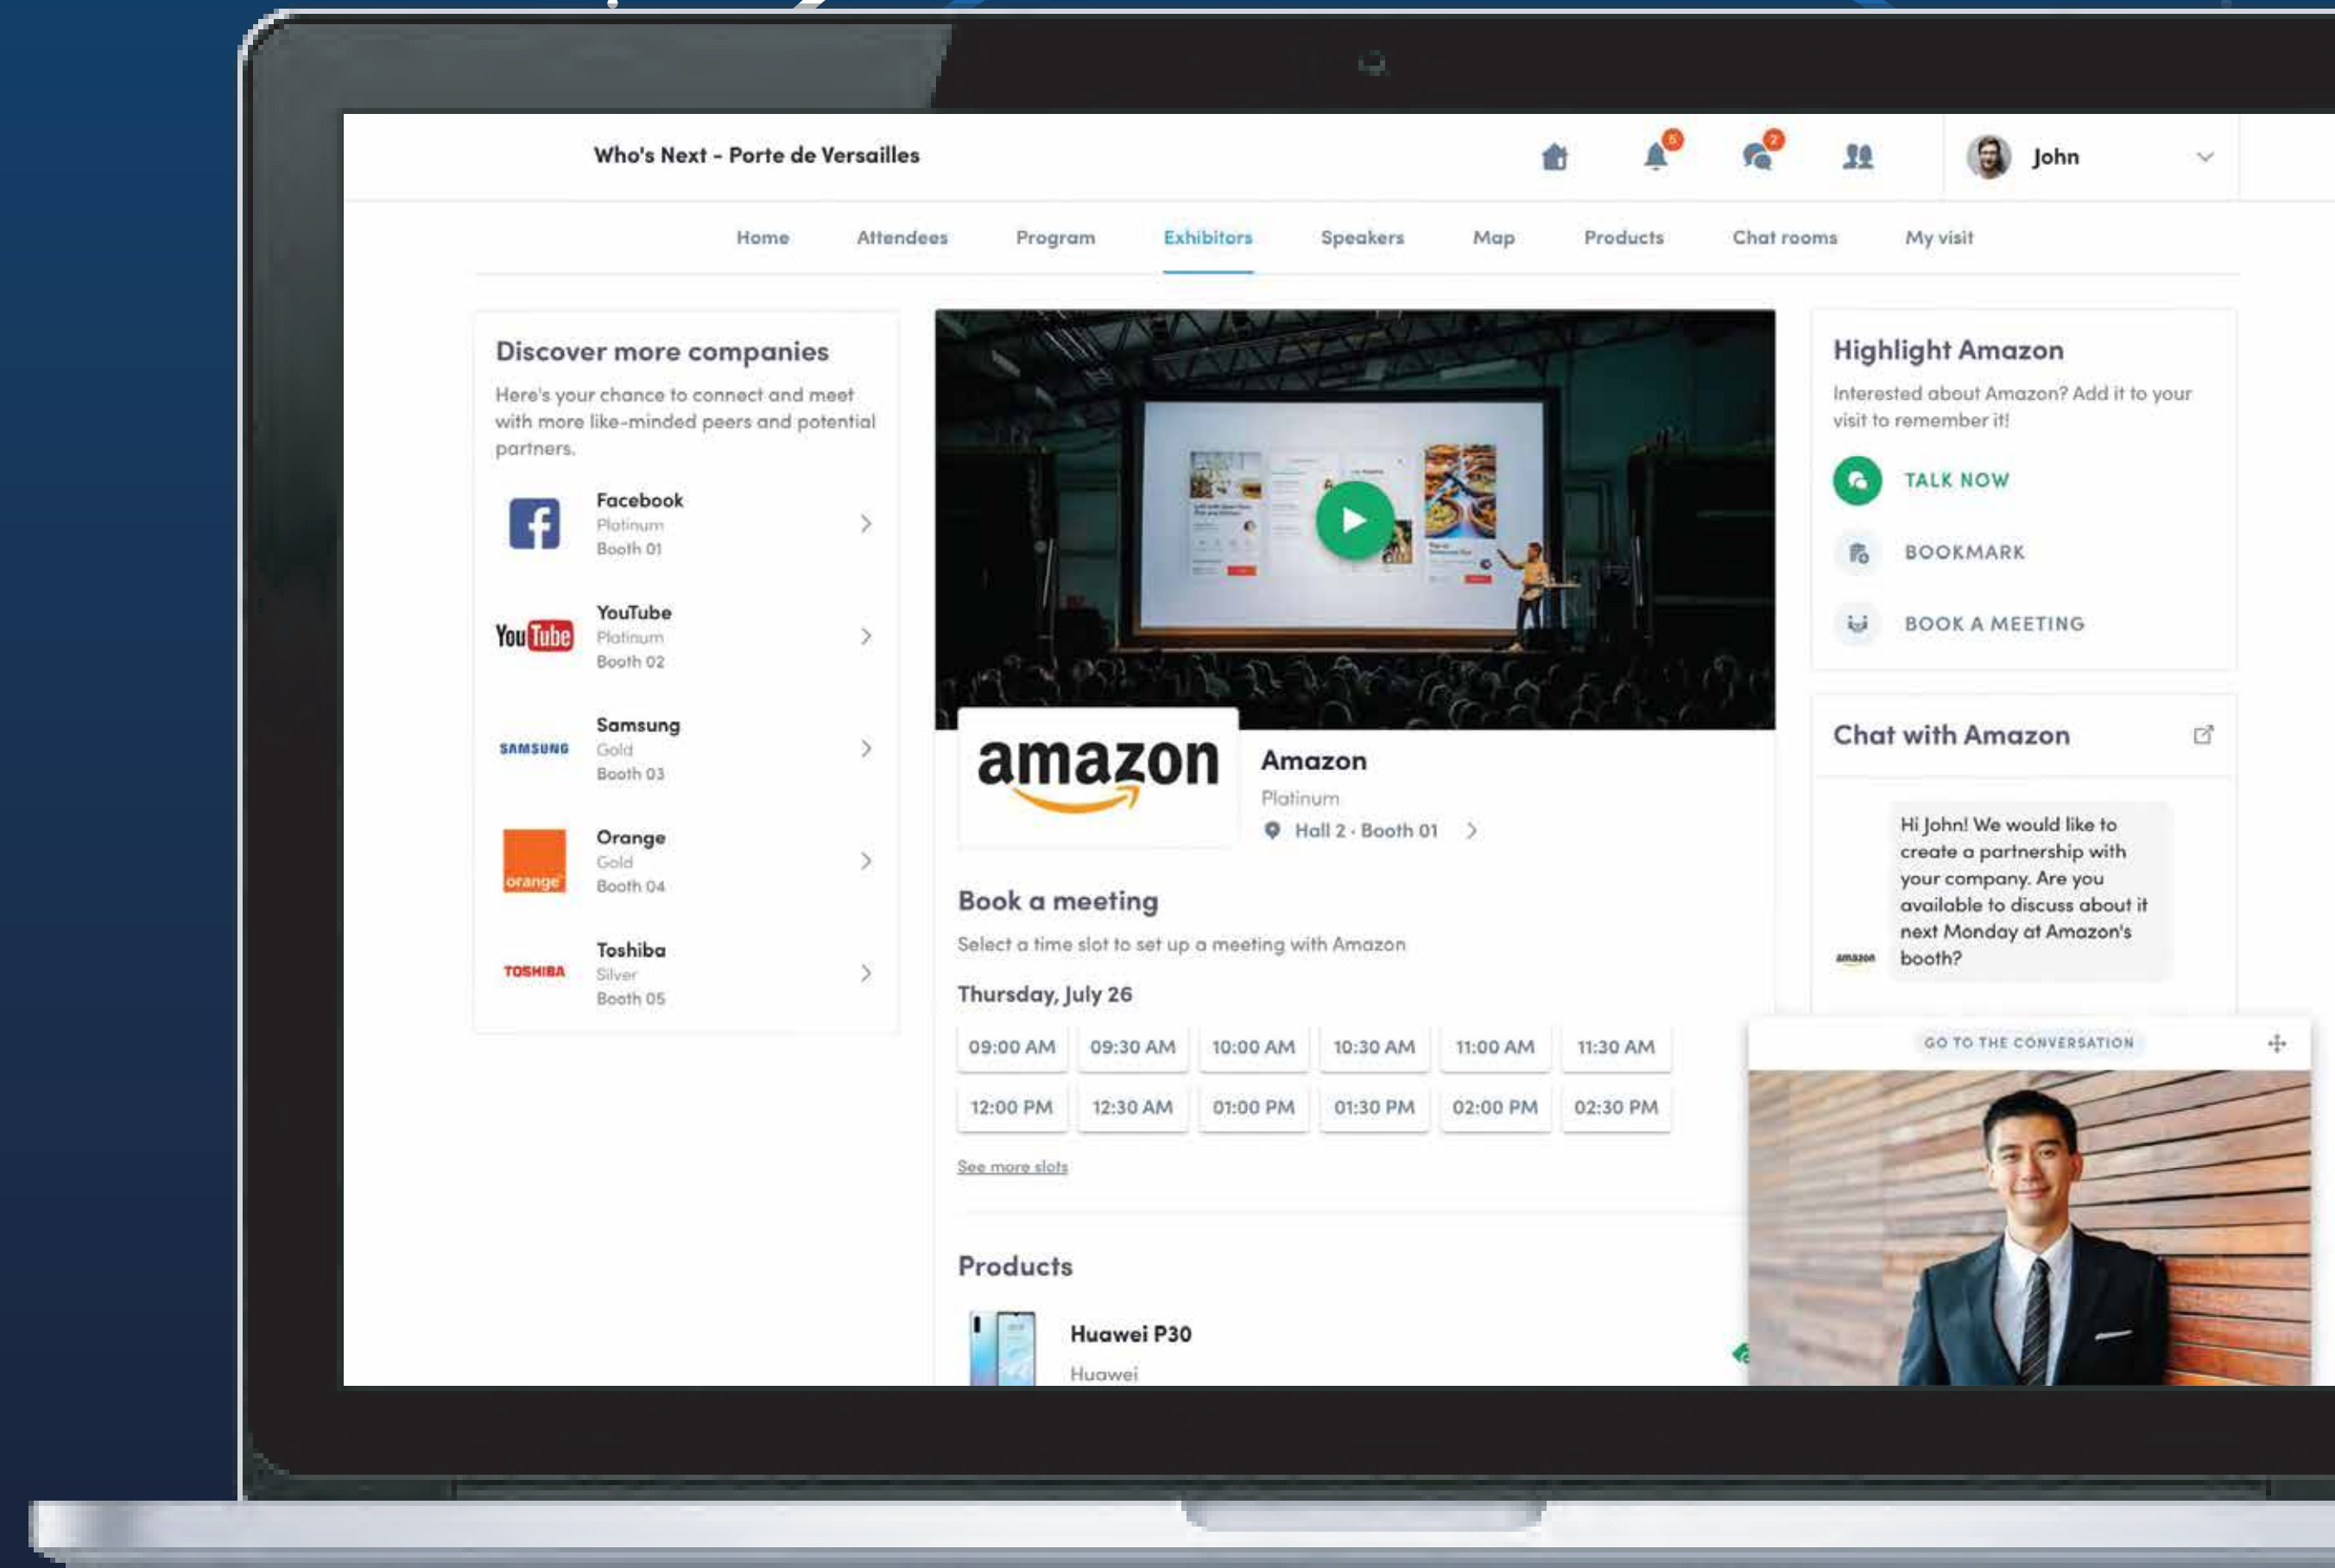 Who's Next - Porte de Versailles
5
2
John
Home
Attendees
Program
Exhibitors
Speakers
Map
Products
Chat rooms
My visit
Discover more companies
Here's your chance to connect and meet
with more like-minded peers and potential
partners.
Facebook
Platinum
Booth 01
YouTube
YouTube
Platinum
Booth 02
SAMSUNG
Samsung
Gold
Booth 03
orange
Orange
Gold
Booth 04
TOSHIBA
Toshiba
Silver
Booth 05
amazon
Amazon
Platinum
Hall 2 · Booth 01
Book a meeting
Select a time slot to set up a meeting with Amazon
Thursday, July 26
09:00 AM 09:30 AM 10:00 AM 10:30 AM 11:00 AM 11:30 AM
12:00 PM 12:30 AM 01:00 PM 01:30 PM 02:00 PM 02:30 PM
See more slots
Products
Huawei P30
Huawei
Highlight Amazon
Interested about Amazon? Add it to your
visit to remember it!
TALK NOW
BOOKMARK
BOOK A MEETING
Chat with Amazon
Hi John! We would like to
create a partnership with
your company. Are you
available to discuss about it
next Monday at Amazon's
booth?
amazon
GO TO THE CONVERSATION